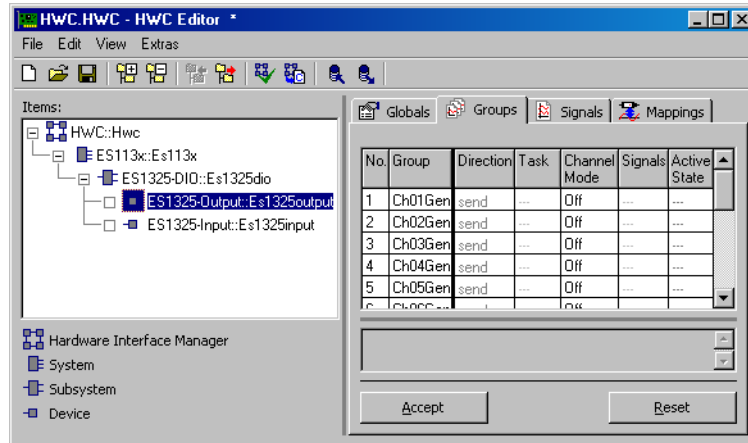 HWC.HWC - HWC Editor *
File Edit View Extras
Items:
HWC::Hwc
ES113x::Es113x
ES1325-DIO::Es1325dio
ES1325-Output::Es1325output
ES1325-Input::Es1325input
Hardware Interface Manager
System
Subsystem
Device
Globals Groups Signals Mappings
No. Group Direction Task Channel Mode Signals Active State
1 Ch01Gen send --- Off --- ---
2 Ch02Gen send --- Off --- ---
3 Ch03Gen send --- Off --- ---
4 Ch04Gen send --- Off --- ---
5 Ch05Gen send --- Off --- ---
Accept Reset